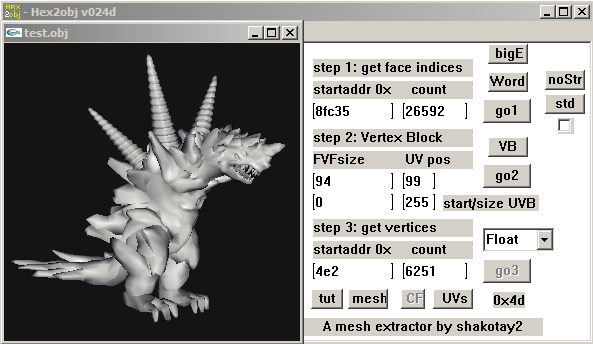 Hex2obj - Hex2obj v024d
test.obj
bigE
step 1: get face indices
Word
noStr
startaddr 0x count
std
[8fc35 ] [26592 ]
go1
step 2: Vertex Block
VB
FVFsize UV pos
go2
[94 ] [99 ]
[0 ] [255 ] start/size UVB
step 3: get vertices
Float
startaddr 0x count
[4e2 ] [6251 ]
go3
tut mesh CF UVs 0x4d
A mesh extractor by shakotay2